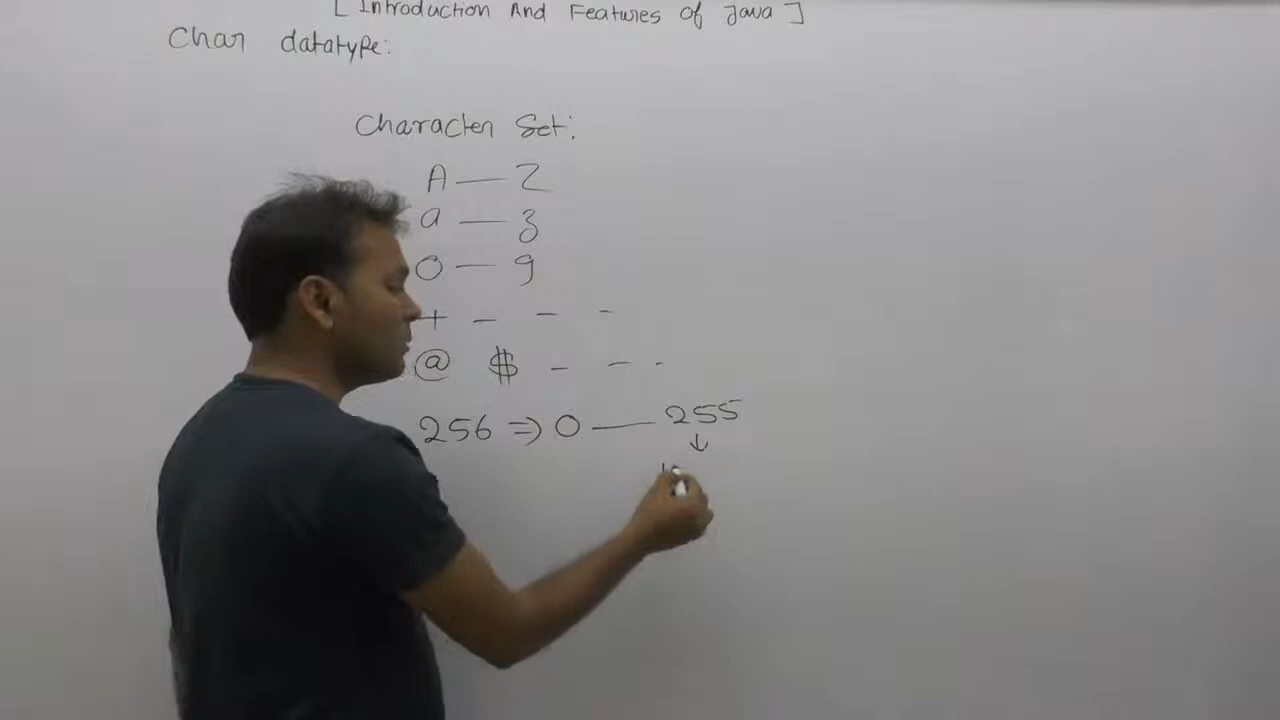 [ Introduction And Features Of Java ]
Char datatype:
Character Set:
A — Z
a — z
0 — 9
+ - - -
@ $ - - -
256 => 0 — 255
↓